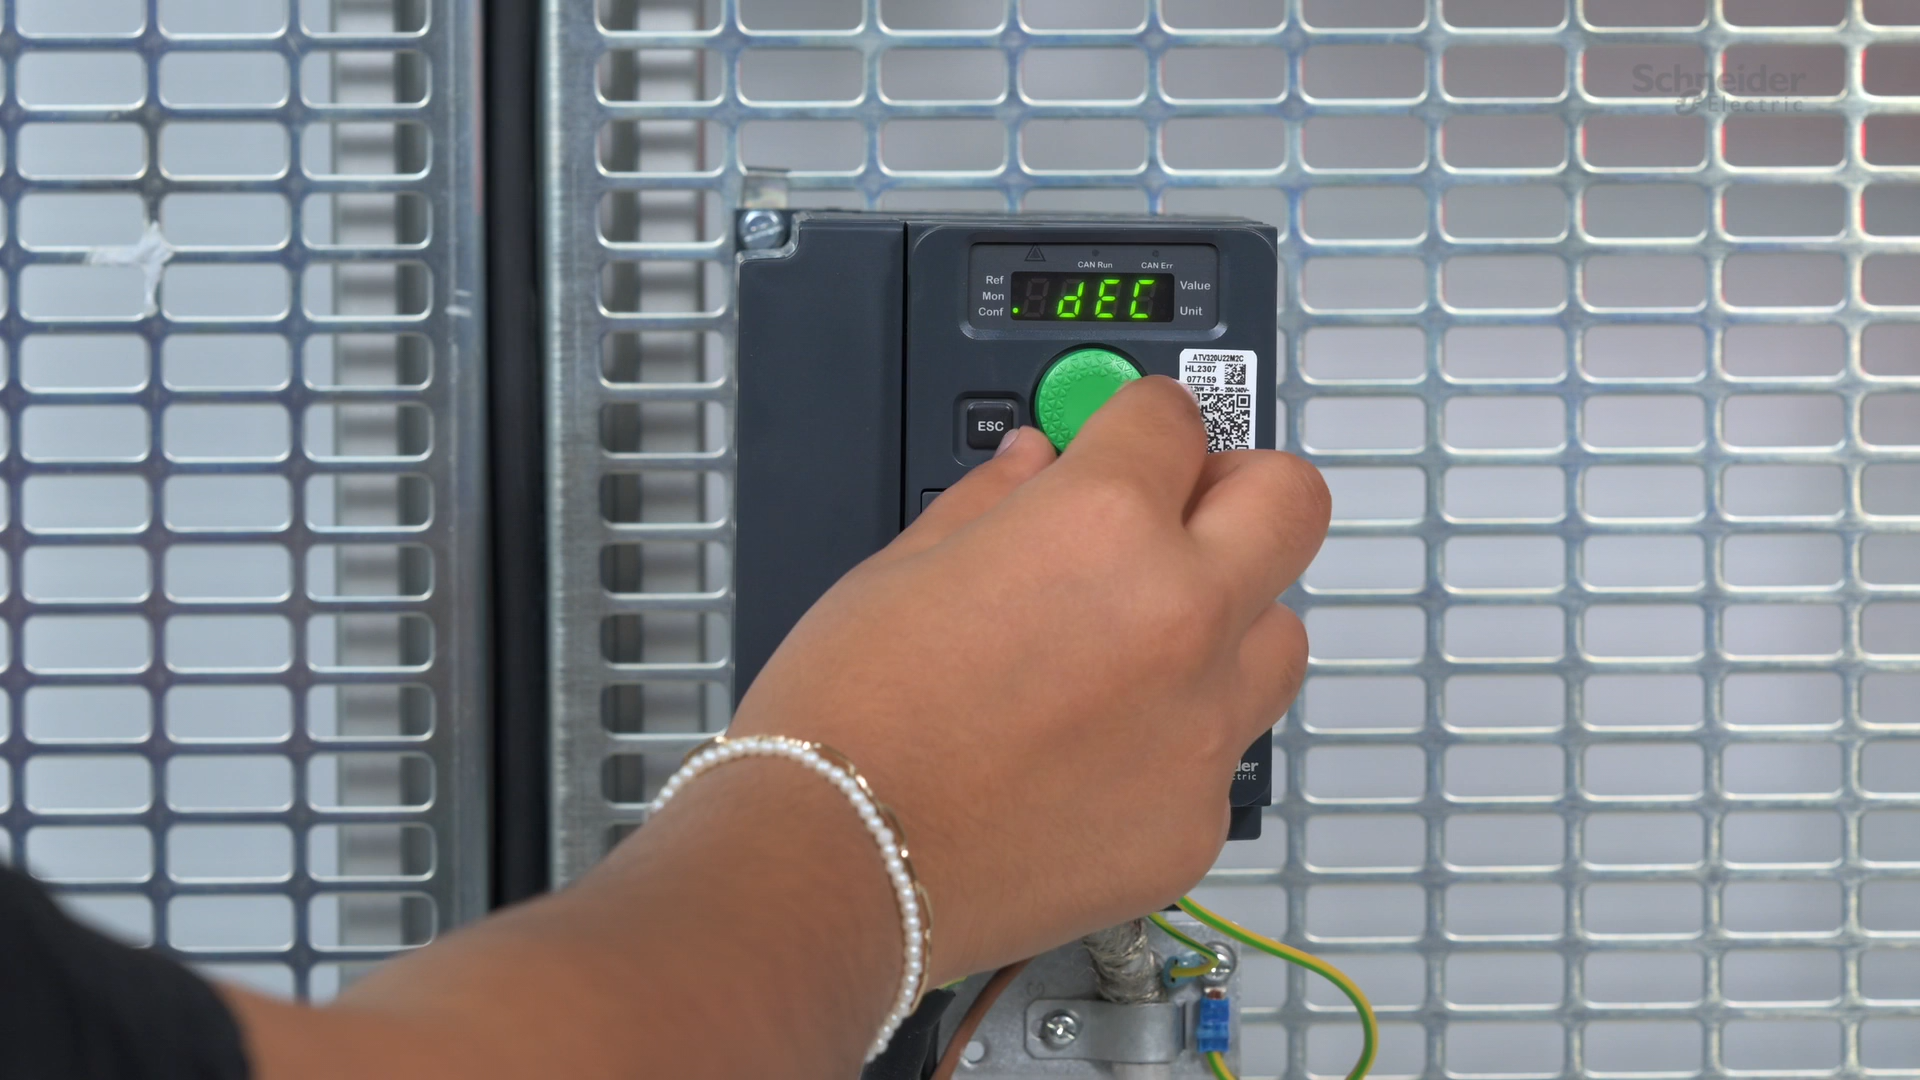 Schneider
Electric
CAN Run
CAN Err
Ref
Mon
Conf
dEC
Value
Unit
ESC
ATV320U22M2C
HL2307
077159